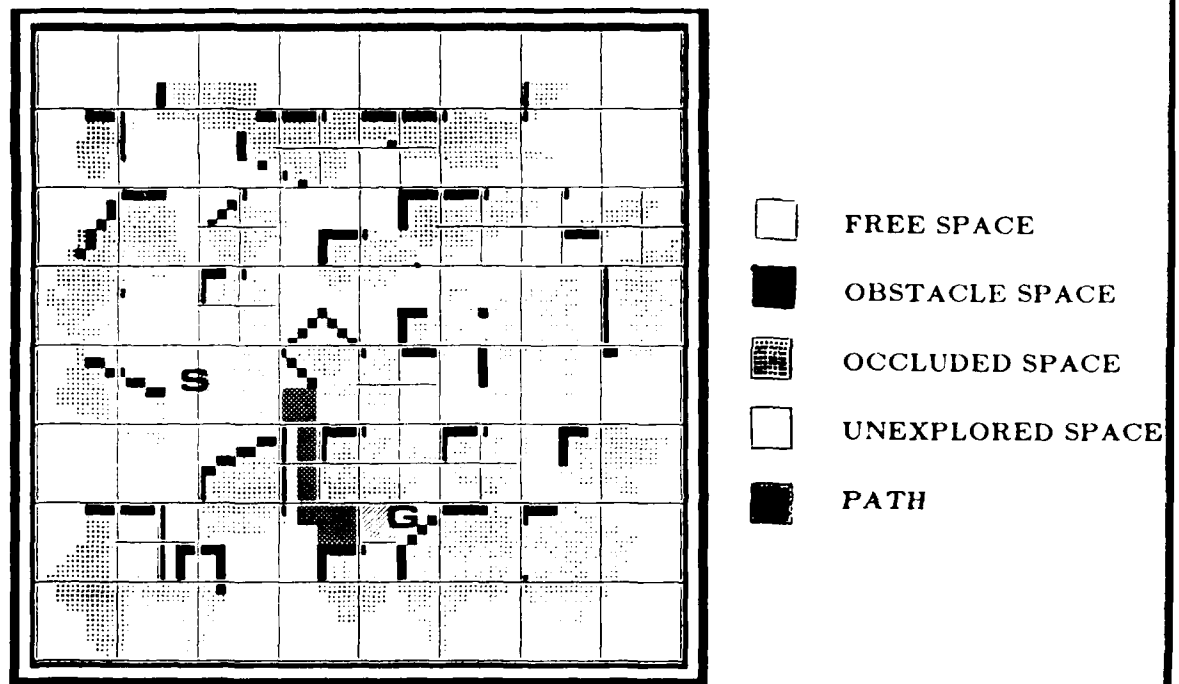 FREE SPACE
OBSTACLE SPACE
S
OCCLUDED SPACE
UNEXPLORED SPACE
PATH
G